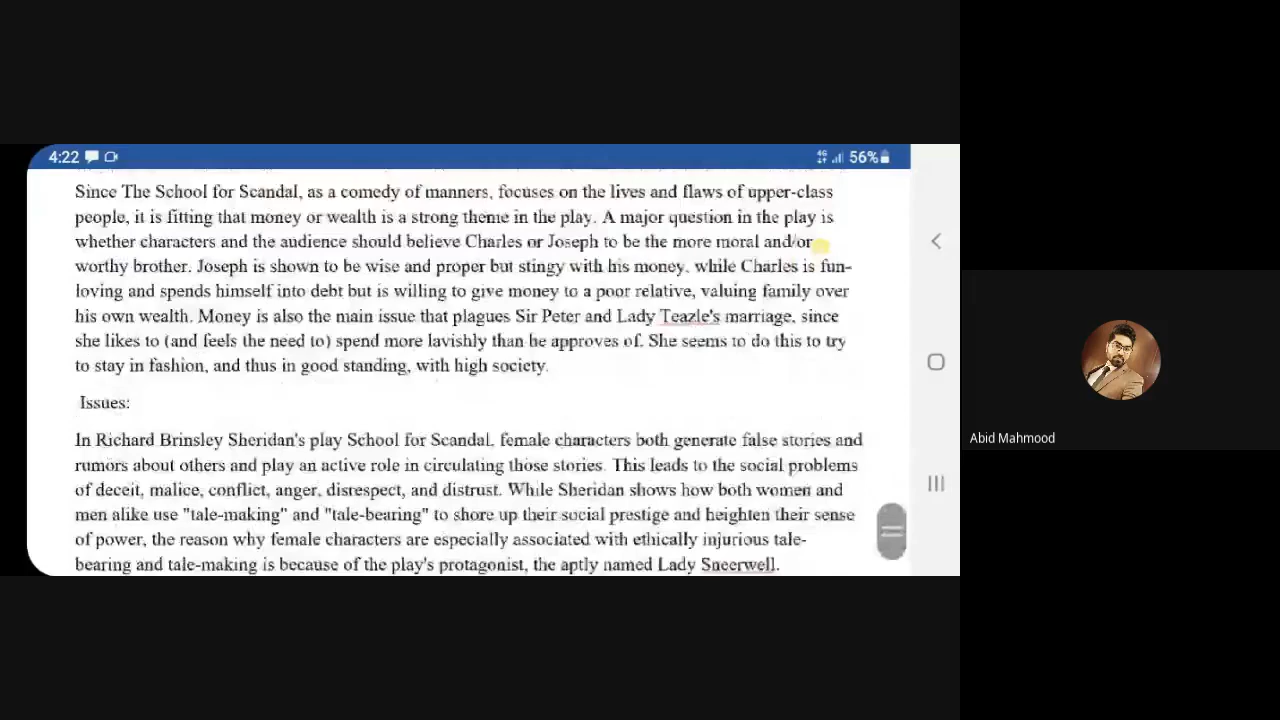 4:22
56%
Since The School for Scandal, as a comedy of manners, focuses on the lives and flaws of upper-class
people, it is fitting that money or wealth is a strong theme in the play. A major question in the play is
whether characters and the audience should believe Charles or Joseph to be the more moral and/or
worthy brother. Joseph is shown to be wise and proper but stingy with his money, while Charles is fun-
loving and spends himself into debt but is willing to give money to a poor relative, valuing family over
his own wealth. Money is also the main issue that plagues Sir Peter and Lady Teazle's marriage, since
she likes to (and feels the need to) spend more lavishly than he approves of. She seems to do this to try
to stay in fashion, and thus in good standing, with high society.
Issues:
In Richard Brinsley Sheridan's play School for Scandal, female characters both generate false stories and
rumors about others and play an active role in circulating those stories. This leads to the social problems
of deceit, malice, conflict, anger, disrespect, and distrust. While Sheridan shows how both women and
men alike use "tale-making" and "tale-bearing" to shore up their social prestige and heighten their sense
of power, the reason why female characters are especially associated with ethically injurious tale-
bearing and tale-making is because of the play's protagonist, the aptly named Lady Sneerwell.
Abid Mahmood